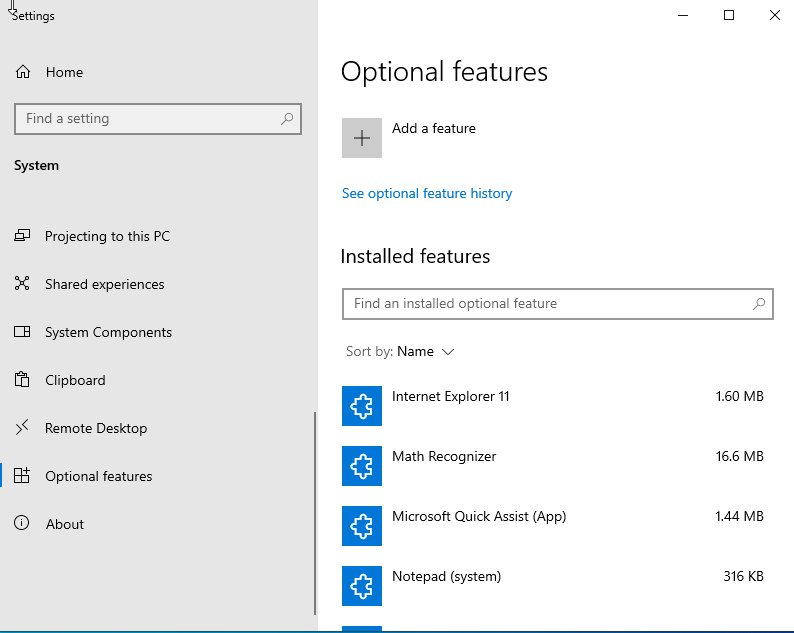 Settings
Home
Find a setting
System
Projecting to this PC
Shared experiences
System Components
Clipboard
Remote Desktop
Optional features
About
Optional features
Add a feature
See optional feature history
Installed features
Find an installed optional feature
Sort by: Name
Internet Explorer 11 1.60 MB
Math Recognizer 16.6 MB
Microsoft Quick Assist (App) 1.44 MB
Notepad (system) 316 KB